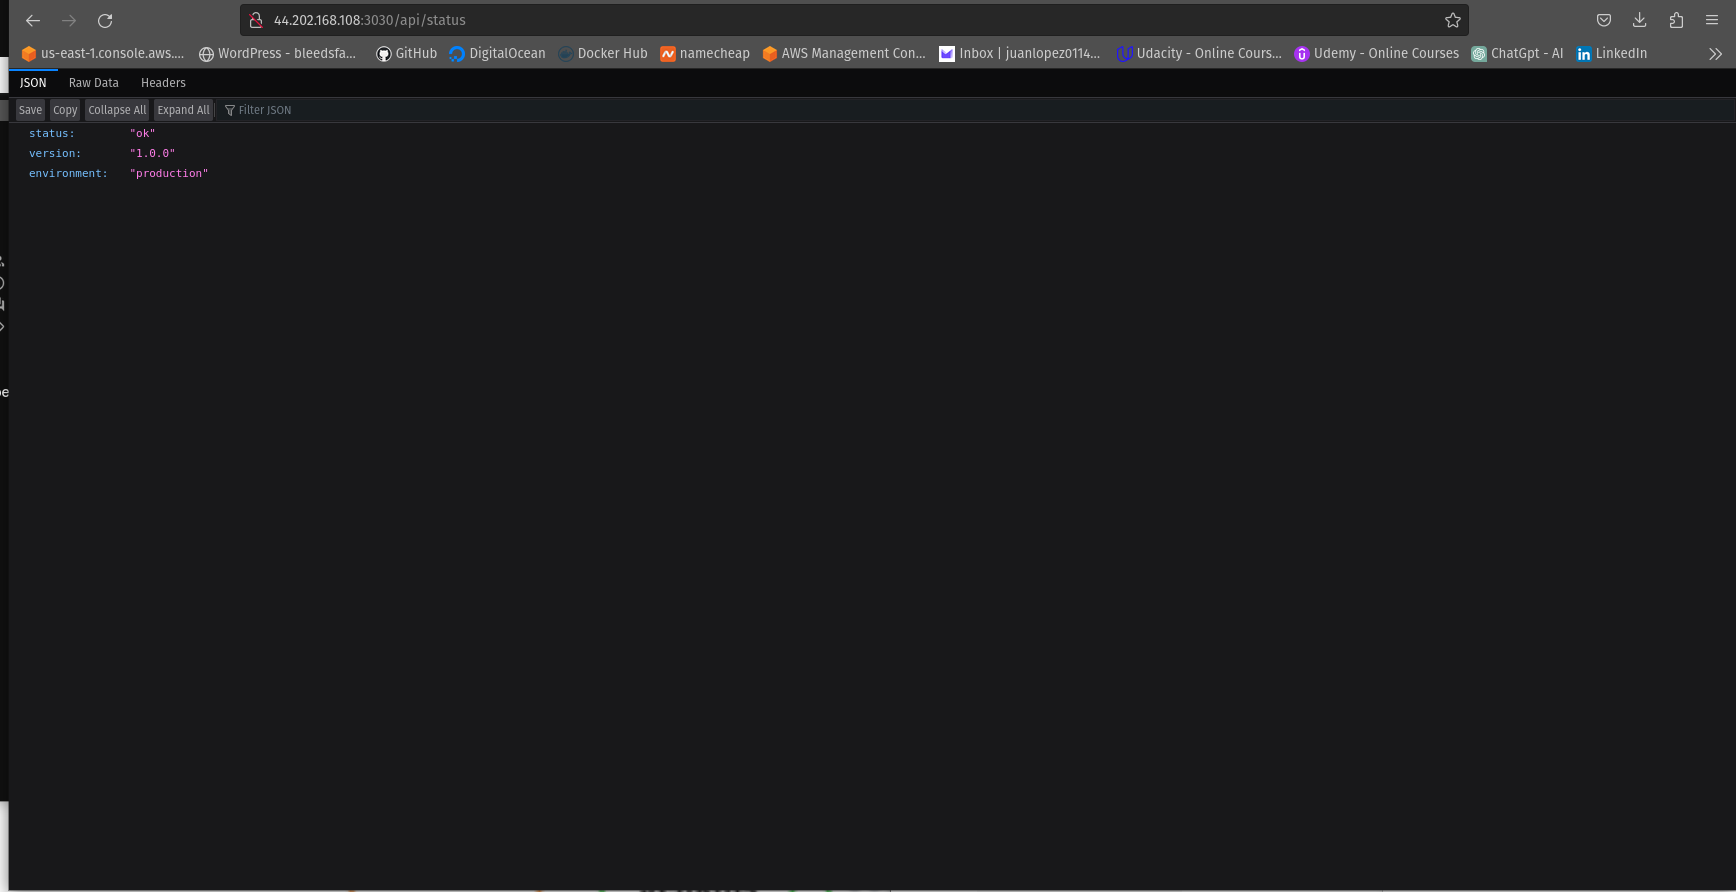 44.202.168.108:3030/api/status
us-east-1.console.aws.... WordPress - bleedsfa... GitHub DigitalOcean Docker Hub namecheap AWS Management Con... Inbox | juanlopez0114... Udacity - Online Cours... Udemy - Online Courses ChatGpt - AI LinkedIn
JSON Raw Data Headers
Save Copy Collapse All Expand All Filter JSON
status: "ok"
version: "1.0.0"
environment: "production"